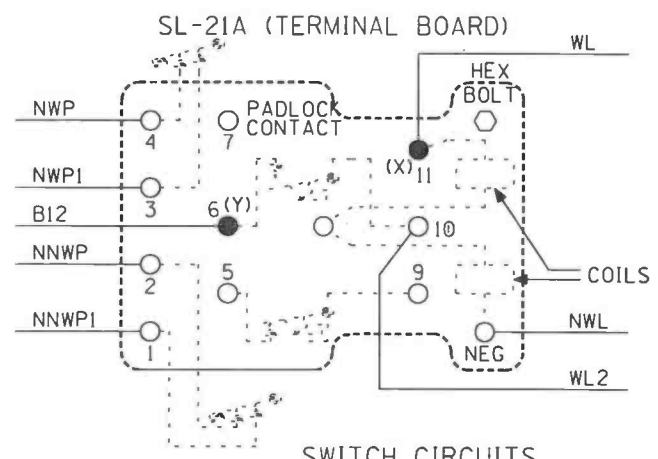 SL-21A (TERMINAL BOARD)
WL
HEX
BOLT
NWP
PADLOCK
CONTACT
4
7
(X) 11
NWP1
3
6 (Y)
B12
10
NNWP
2
5
9
COILS
NNWP1
1
NEG
NWL
WL2
SWITCH CIRCUITS